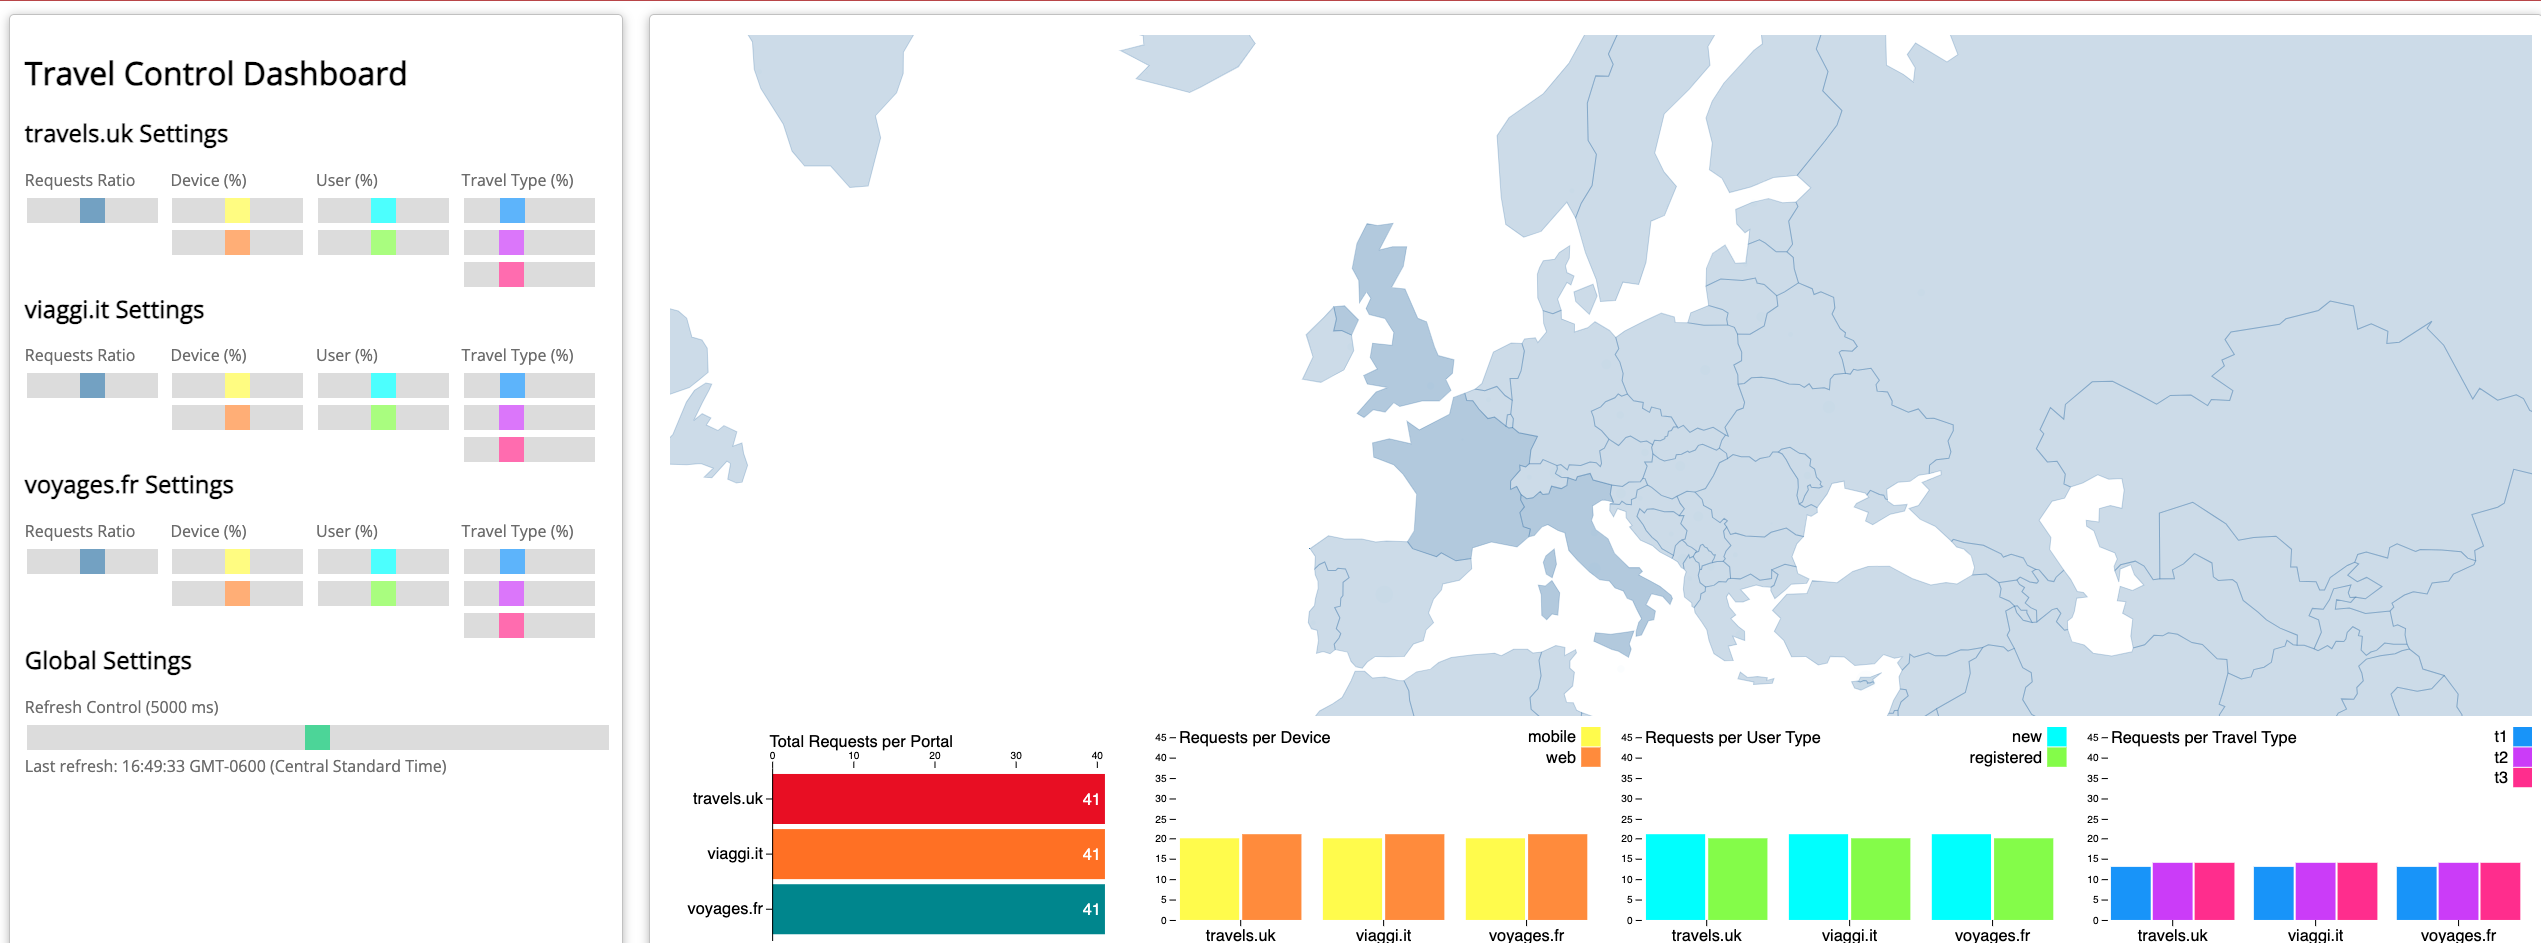 Travel Control Dashboard
travels.uk Settings
Requests Ratio Device (%) User (%) Travel Type (%)
viaggi.it Settings
Requests Ratio Device (%) User (%) Travel Type (%)
voyages.fr Settings
Requests Ratio Device (%) User (%) Travel Type (%)
Global Settings
Refresh Control (5000 ms)
Last refresh: 16:49:33 GMT-0600 (Central Standard Time)
Total Requests per Portal
0 10 20 30 40
travels.uk 41
viaggi.it 41
voyages.fr 41
Requests per Device
mobile
web
45
40
35
30
25
20
15
10
5
0
travels.uk viaggi.it voyages.fr
Requests per User Type
new
registered
45
40
35
30
25
20
15
10
5
0
travels.uk viaggi.it voyages.fr
Requests per Travel Type
t1
t2
t3
45
40
35
30
25
20
15
10
5
0
travels.uk viaggi.it voyages.fr